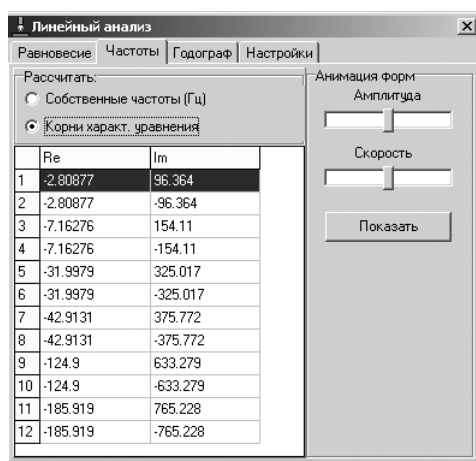 Линейный анализ
Равновесие Частоты Годограф Настройки
Рассчитать:
Собственные частоты (Гц)
Корни характ. уравнения
Re Im
1 -2.80877 96.364
2 -2.80877 -96.364
3 -7.16276 154.11
4 -7.16276 -154.11
5 -31.9979 325.017
6 -31.9979 -325.017
7 -42.9131 375.772
8 -42.9131 -375.772
9 -124.9 633.279
10 -124.9 -633.279
11 -185.919 765.228
12 -185.919 -765.228
Анимация форм
Амплитуда
Скорость
Показать